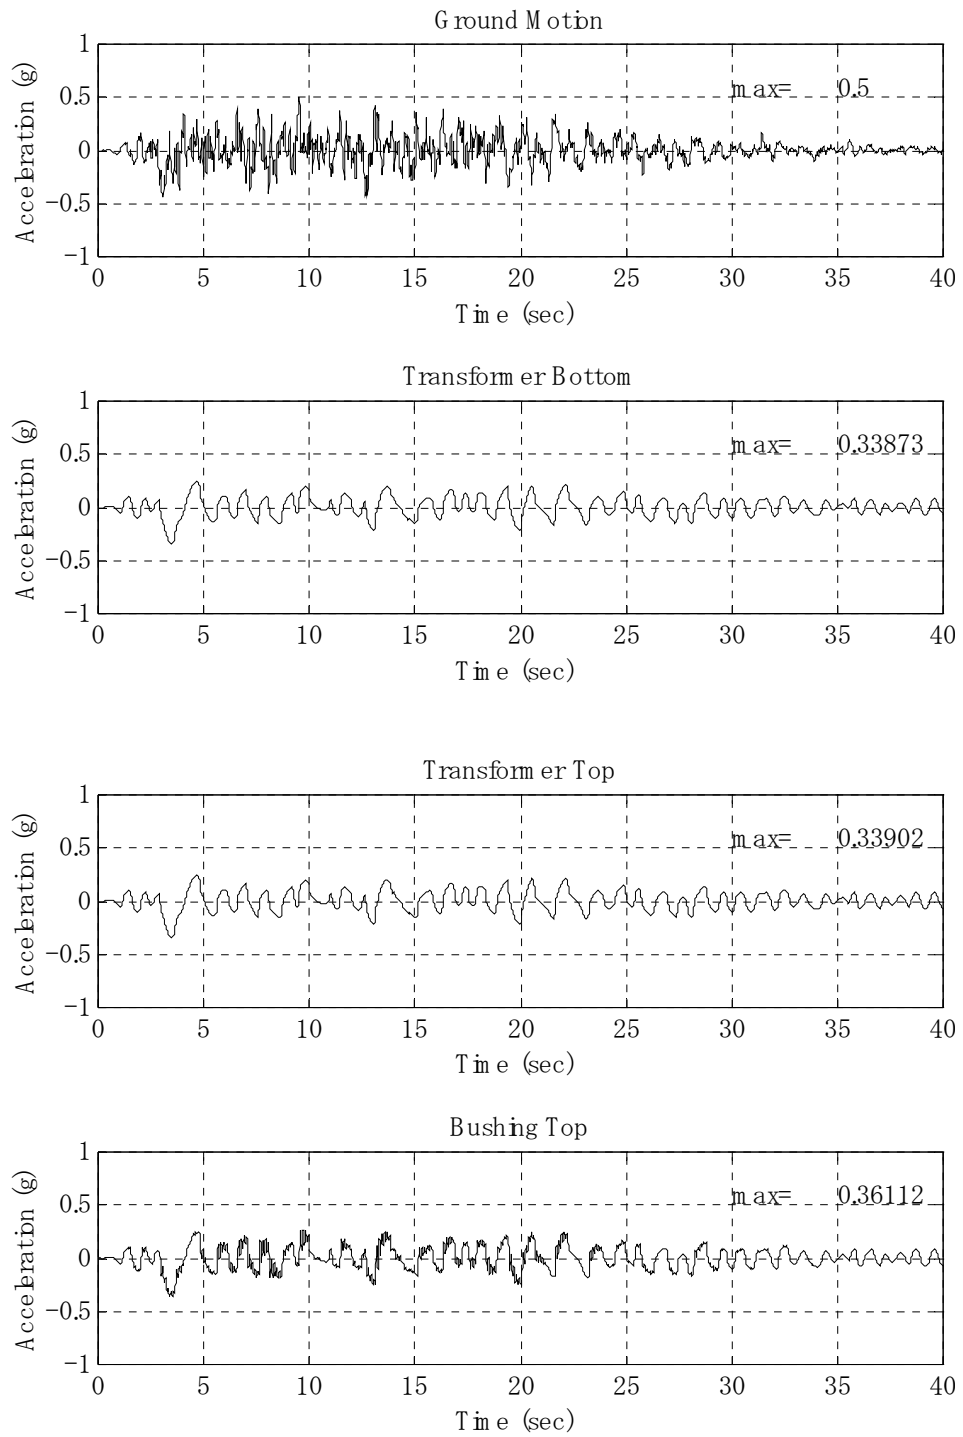 Ground Motion
1
0.5
0
-0.5
-1
Acceleration (g)
max= 0.5
0 5 10 15 20 25 30 35 40
Time (sec)
Transformer Bottom
1
0.5
0
-0.5
-1
Acceleration (g)
max= 0.33873
0 5 10 15 20 25 30 35 40
Time (sec)
Transformer Top
1
0.5
0
-0.5
-1
Acceleration (g)
max= 0.33902
0 5 10 15 20 25 30 35 40
Time (sec)
Bushing Top
1
0.5
0
-0.5
-1
Acceleration (g)
max= 0.36112
0 5 10 15 20 25 30 35 40
Time (sec)